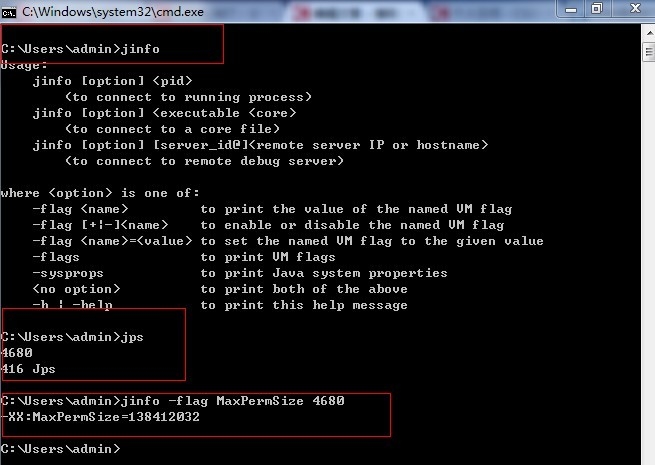 C:\Windows\system32\cmd.exe
C:\Users\admin>jinfo
Usage:
    jinfo [option] <pid>
        (to connect to running process)
    jinfo [option] <executable <core>
        (to connect to a core file)
    jinfo [option] [server_id@]<remote server IP or hostname>
        (to connect to remote debug server)
where <option> is one of:
    -flag <name>         to print the value of the named VM flag
    -flag [+|-]<name>    to enable or disable the named VM flag
    -flag <name>=<value> to set the named VM flag to the given value
    -flags               to print VM flags
    -sysprops            to print Java system properties
    <no option>          to print both of the above
    -h | -help           to print this help message
C:\Users\admin>jps
4680
416 Jps
C:\Users\admin>jinfo -flag MaxPermSize 4680
-XX:MaxPermSize=138412032
C:\Users\admin>